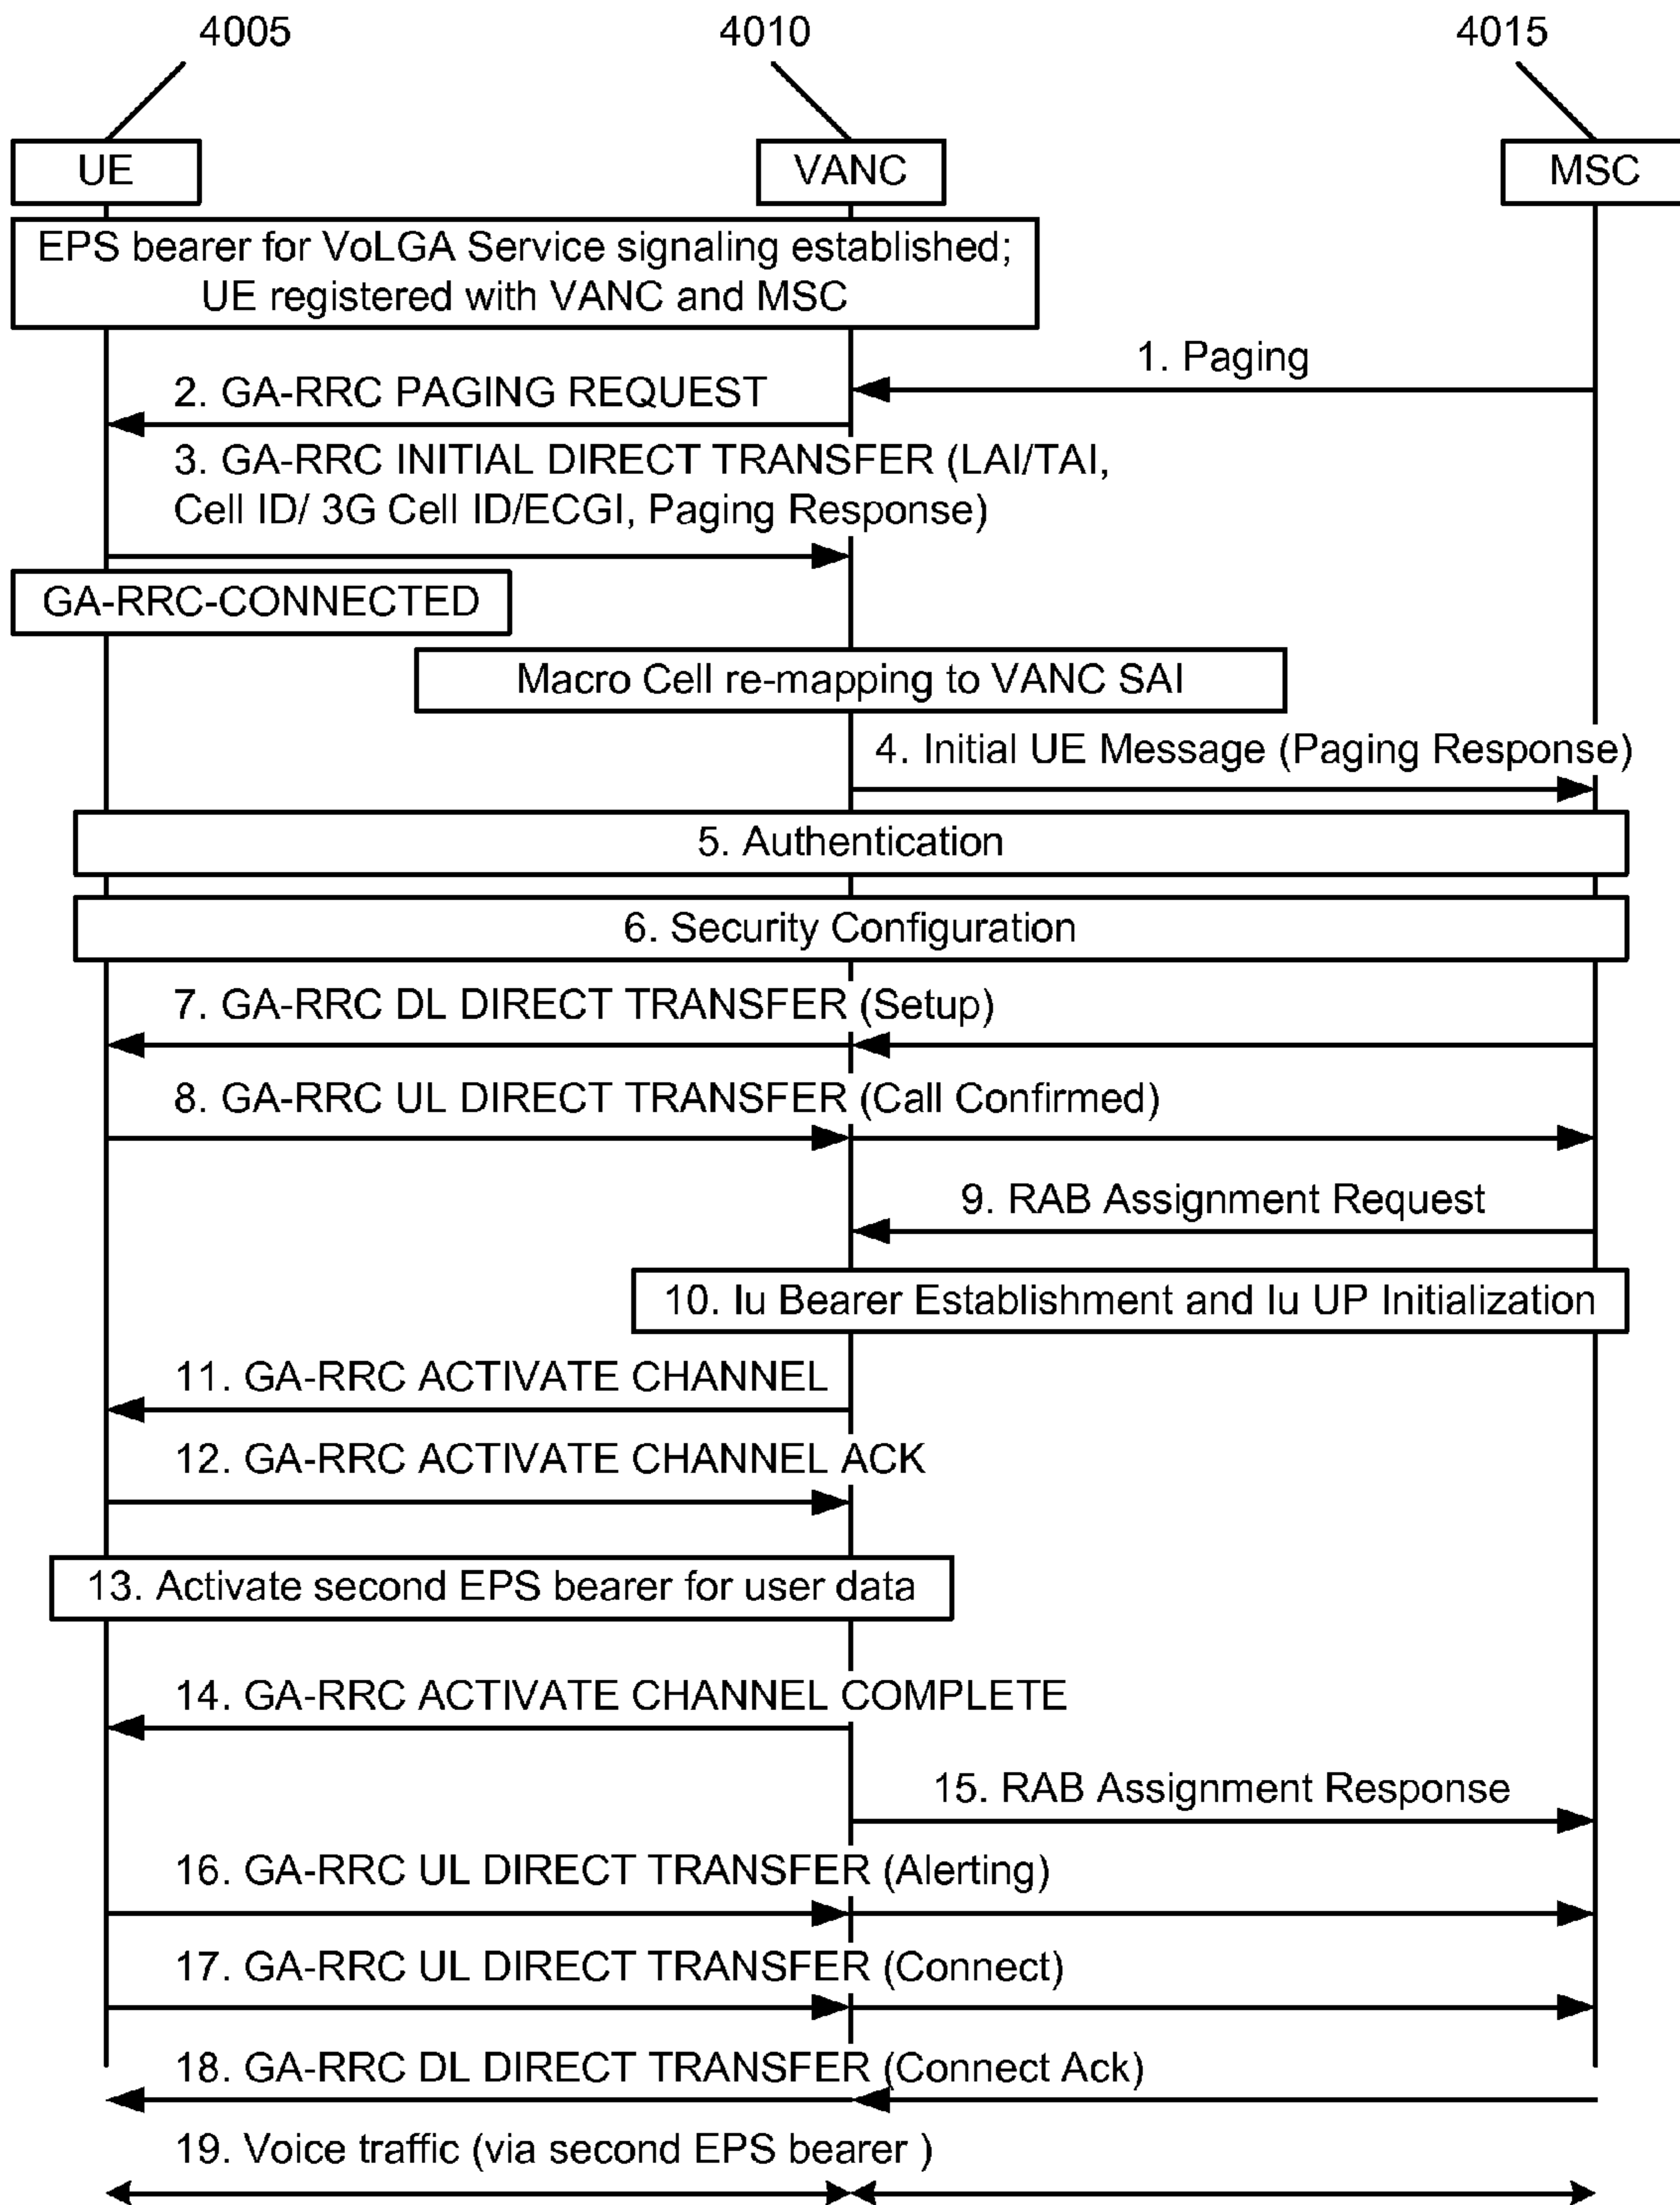 4005
4010
4015
UE
VANC
MSC
EPS bearer for VoLGA Service signaling established;
UE registered with VANC and MSC
1. Paging
2. GA-RRC PAGING REQUEST
3. GA-RRC INITIAL DIRECT TRANSFER (LAI/TAI,
Cell ID/ 3G Cell ID/ECGI, Paging Response)
GA-RRC-CONNECTED
Macro Cell re-mapping to VANC SAI
4. Initial UE Message (Paging Response)
5. Authentication
6. Security Configuration
7. GA-RRC DL DIRECT TRANSFER (Setup)
8. GA-RRC UL DIRECT TRANSFER (Call Confirmed)
9. RAB Assignment Request
10. Iu Bearer Establishment and Iu UP Initialization
11. GA-RRC ACTIVATE CHANNEL
12. GA-RRC ACTIVATE CHANNEL ACK
13. Activate second EPS bearer for user data
14. GA-RRC ACTIVATE CHANNEL COMPLETE
15. RAB Assignment Response
16. GA-RRC UL DIRECT TRANSFER (Alerting)
17. GA-RRC UL DIRECT TRANSFER (Connect)
18. GA-RRC DL DIRECT TRANSFER (Connect Ack)
19. Voice traffic (via second EPS bearer )